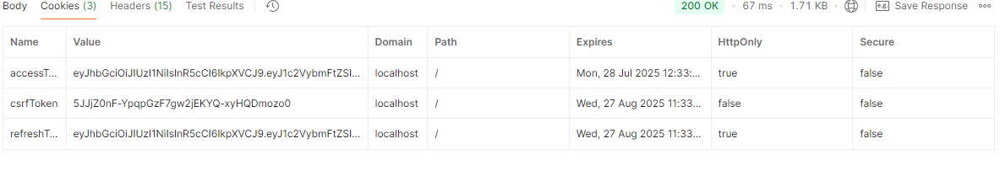 Body Cookies (3) Headers (15) Test Results 200 OK • 67 ms • 1.71 KB e.g. Save Response
Name Value Domain Path Expires HttpOnly Secure
accessT... eyJhbGciOiJIUzI1NiIsInR5cCI6IkpXVCJ9.eyJ1c2VybmFtZSI... localhost / Mon, 28 Jul 2025 12:33:... true false
csrfToken 5JJjZ0nF-YpqpGzF7gw2jEKYQ-xyHQDmozo0 localhost / Wed, 27 Aug 2025 11:33... false false
refreshT... eyJhbGciOiJIUzI1NiIsInR5cCI6IkpXVCJ9.eyJ1c2VybmFtZSI... localhost / Wed, 27 Aug 2025 11:33... true false